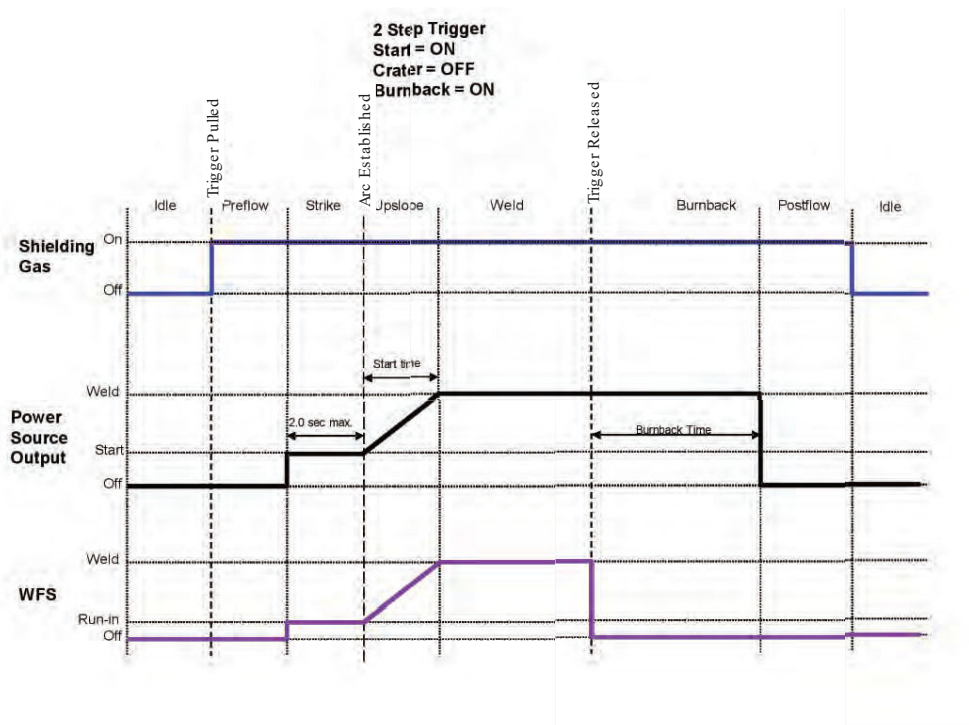 2 Step Trigger
Start = ON
Crater = OFF
Burnback = ON
Trigger Pulled
Arc Established
Trigger Released
Idle
Preflow
Strike
Upslope
Weld
Burnback
Postflow
Idle
Shielding
Gas
On
Off
Start time
Power
Source
Output
Weld
2.0 sec max.
Burnback Time
Start
Off
WFS
Weld
Run-in
Off